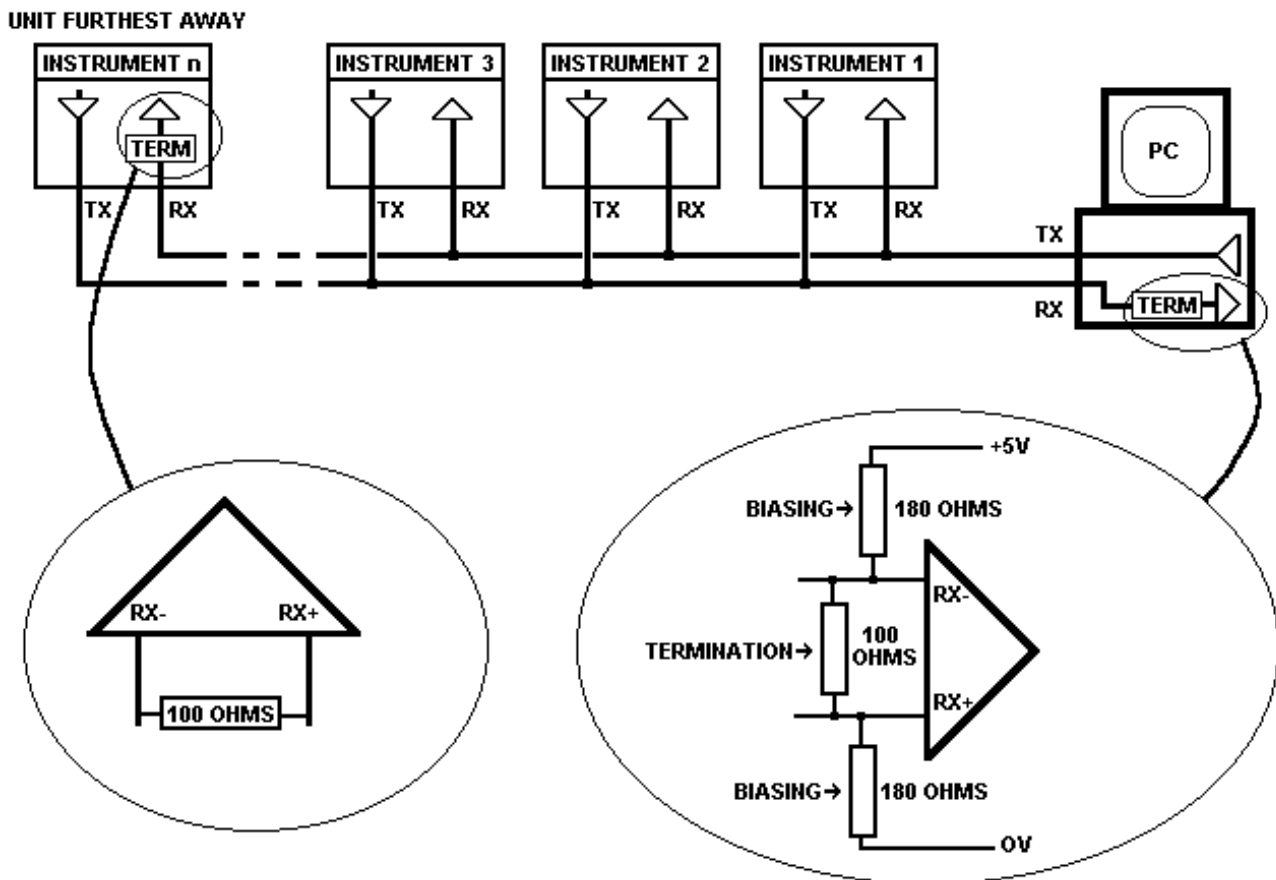 UNIT FURTHEST AWAY
INSTRUMENT n
INSTRUMENT 3
INSTRUMENT 2
INSTRUMENT 1
PC
TERM
TX
RX
TX
RX
TX
RX
TX
RX
TX
RX
TERM
+5V
BIASING→
180 OHMS
RX-
RX+
100 OHMS
RX-
TERMINATION→
100
OHMS
RX+
BIASING→
180 OHMS
0V